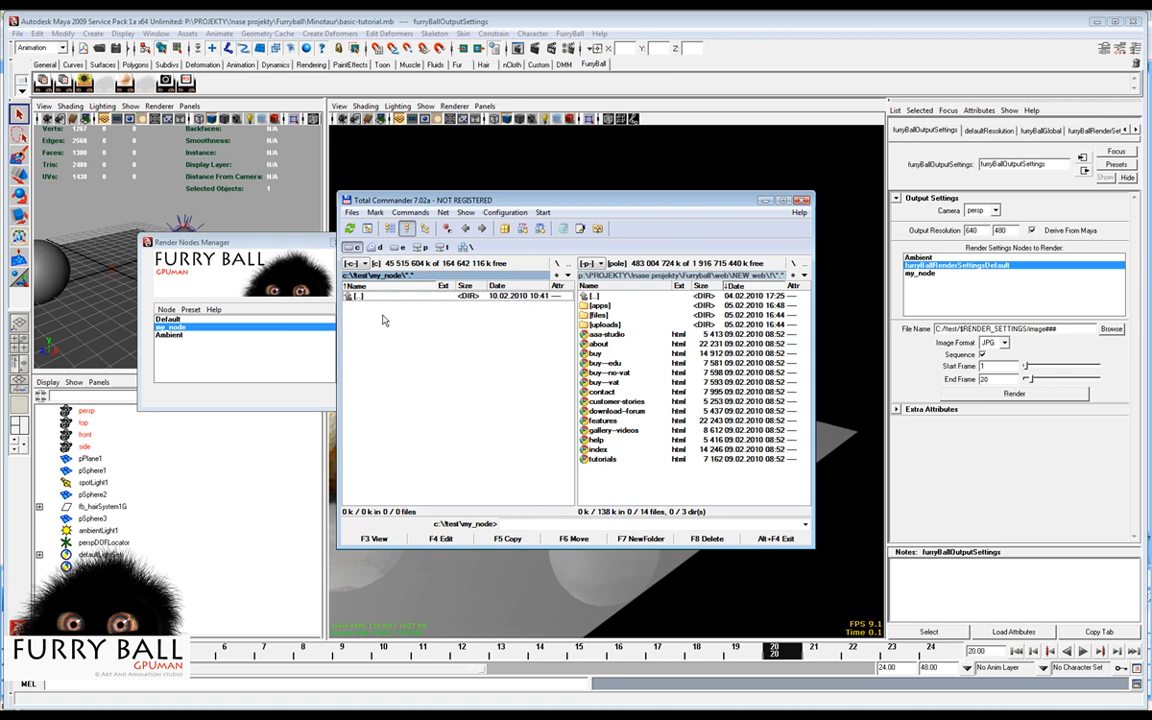 Autodesk Maya 2009 Service Pack 1a x64 Unlimited: P:\PROJEKTY\!nase projekty\Furryball\Minotaur\basic-tutorial.mb --- furryBallOutputSettings
File Edit Modify Create Display Window Assets Animate Geometry Cache Create Deformers Edit Deformers Skeleton Skin Constrain Character FurryBall Help
Animation X: Y: Z:
General Curves Surfaces Polygons Subdivs Deformation Animation Dynamics Rendering PaintEffects Toon Muscle Fluids Fur Hair nCloth Custom DMM FurryBall
View Shading Lighting Show Renderer Panels
View Shading Lighting Show Renderer Panels
List Selected Focus Attributes Show Help
Verts: 1267 0 0
Edges: 2568 0 0
Faces: 1300 0 0
Tris: 2480 0 0
UVs: 1438 0 0
Backfaces: N/A
Smoothness: N/A
Instance: N/A
Display Layer: N/A
Distance From Camera: N/A
Selected Objects: 1
furryBallOutputSettings defaultResolution furryBallGlobal furryBallRenderSet
furryBallOutputSettings: furryBallOutputSettings
Focus
Presets
Show Hide
Output Settings
Camera persp
Output Resolution 640 480 Derive From Maya
Render Settings Nodes to Render:
Ambient
furryBallRenderSettingsDefault
my_node
File Name C:/test/$RENDER_SETTINGS/image### Browse
Image Format JPG
Sequence
Start Frame 1
End Frame 20
Render
Extra Attributes
Notes: furryBallOutputSettings
Select Load Attributes Copy Tab
Render Nodes Manager
FURRY BALL
GPUman
Node Preset Help
Default
my_node
Ambient
Total Commander 7.02a - NOT REGISTERED
Files Mark Commands Net Show Configuration Start Help
c d e p t \
[-c-] [c] 45 515 604 k of 164 642 116 k free \ ..
[-p-] [pole] 483 004 724 k of 1 916 715 440 k free \ ..
c:\!test\my_node\*.*
Name Ext Size Date Attr
[..] <DIR> 10.02.2010 10:41 ----
Name Ext Size Date Attr
[..] <DIR> 04.02.2010 17:25 ----
[apps] <DIR> 05.02.2010 16:48 ----
[files] <DIR> 05.02.2010 16:44 ----
[uploads] <DIR> 05.02.2010 16:44 ----
aaa-studio html 5 413 09.02.2010 08:52 ----
about html 22 231 09.02.2010 08:52 ----
buy html 14 912 09.02.2010 08:52 ----
buy--edu html 7 581 09.02.2010 08:52 ----
buy--no-vat html 7 598 09.02.2010 08:52 ----
buy--vat html 7 593 09.02.2010 08:52 ----
contact html 7 995 09.02.2010 08:52 ----
customer-stories html 5 253 09.02.2010 08:52 ----
download-forum html 5 437 09.02.2010 08:52 ----
features html 22 243 09.02.2010 08:52 ----
gallery-videos html 8 612 09.02.2010 08:52 ----
help html 5 416 09.02.2010 08:52 ----
index html 14 246 09.02.2010 08:52 ----
tutorials html 7 162 09.02.2010 08:52 ----
0 k / 0 k in 0 / 0 files
0 k / 138 k in 0 / 14 files, 0 / 3 dir(s)
c:\!test\my_node>
F3 View F4 Edit F5 Copy F6 Move F7 NewFolder F8 Delete Alt+F4 Exit
Display Show Panels
persp
top
front
side
pPlane1
pSphere1
spotLight1
pSphere2
fb_hairSystem1G
pSphere3
ambientLight1
perspDOFLocator
FPS 9.1
Time 0.1
FURRY BALL
GPUMAN
© ART AND ANIMATION STUDIO
6 7 8 9 10 11 12 13 14 15 16 17 18 19 20 21 22 23 24
20
20.00
24.00 48.00 No Anim Layer No Character Set
MEL